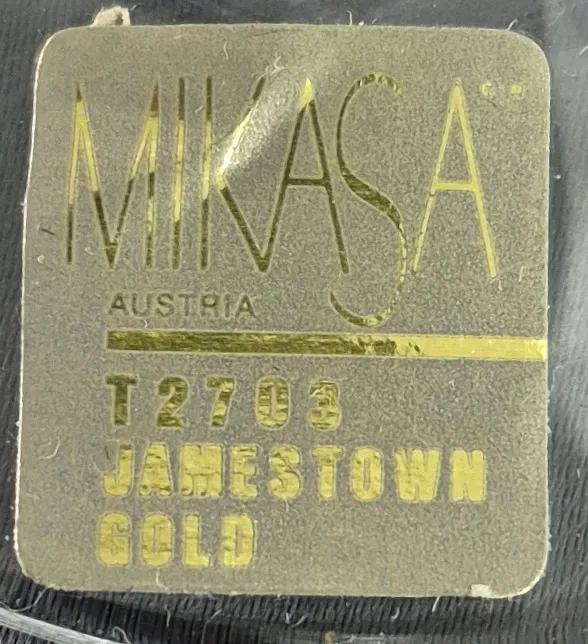 MIKASA
AUSTRIA
T2703
JAMESTOWN
GOLD